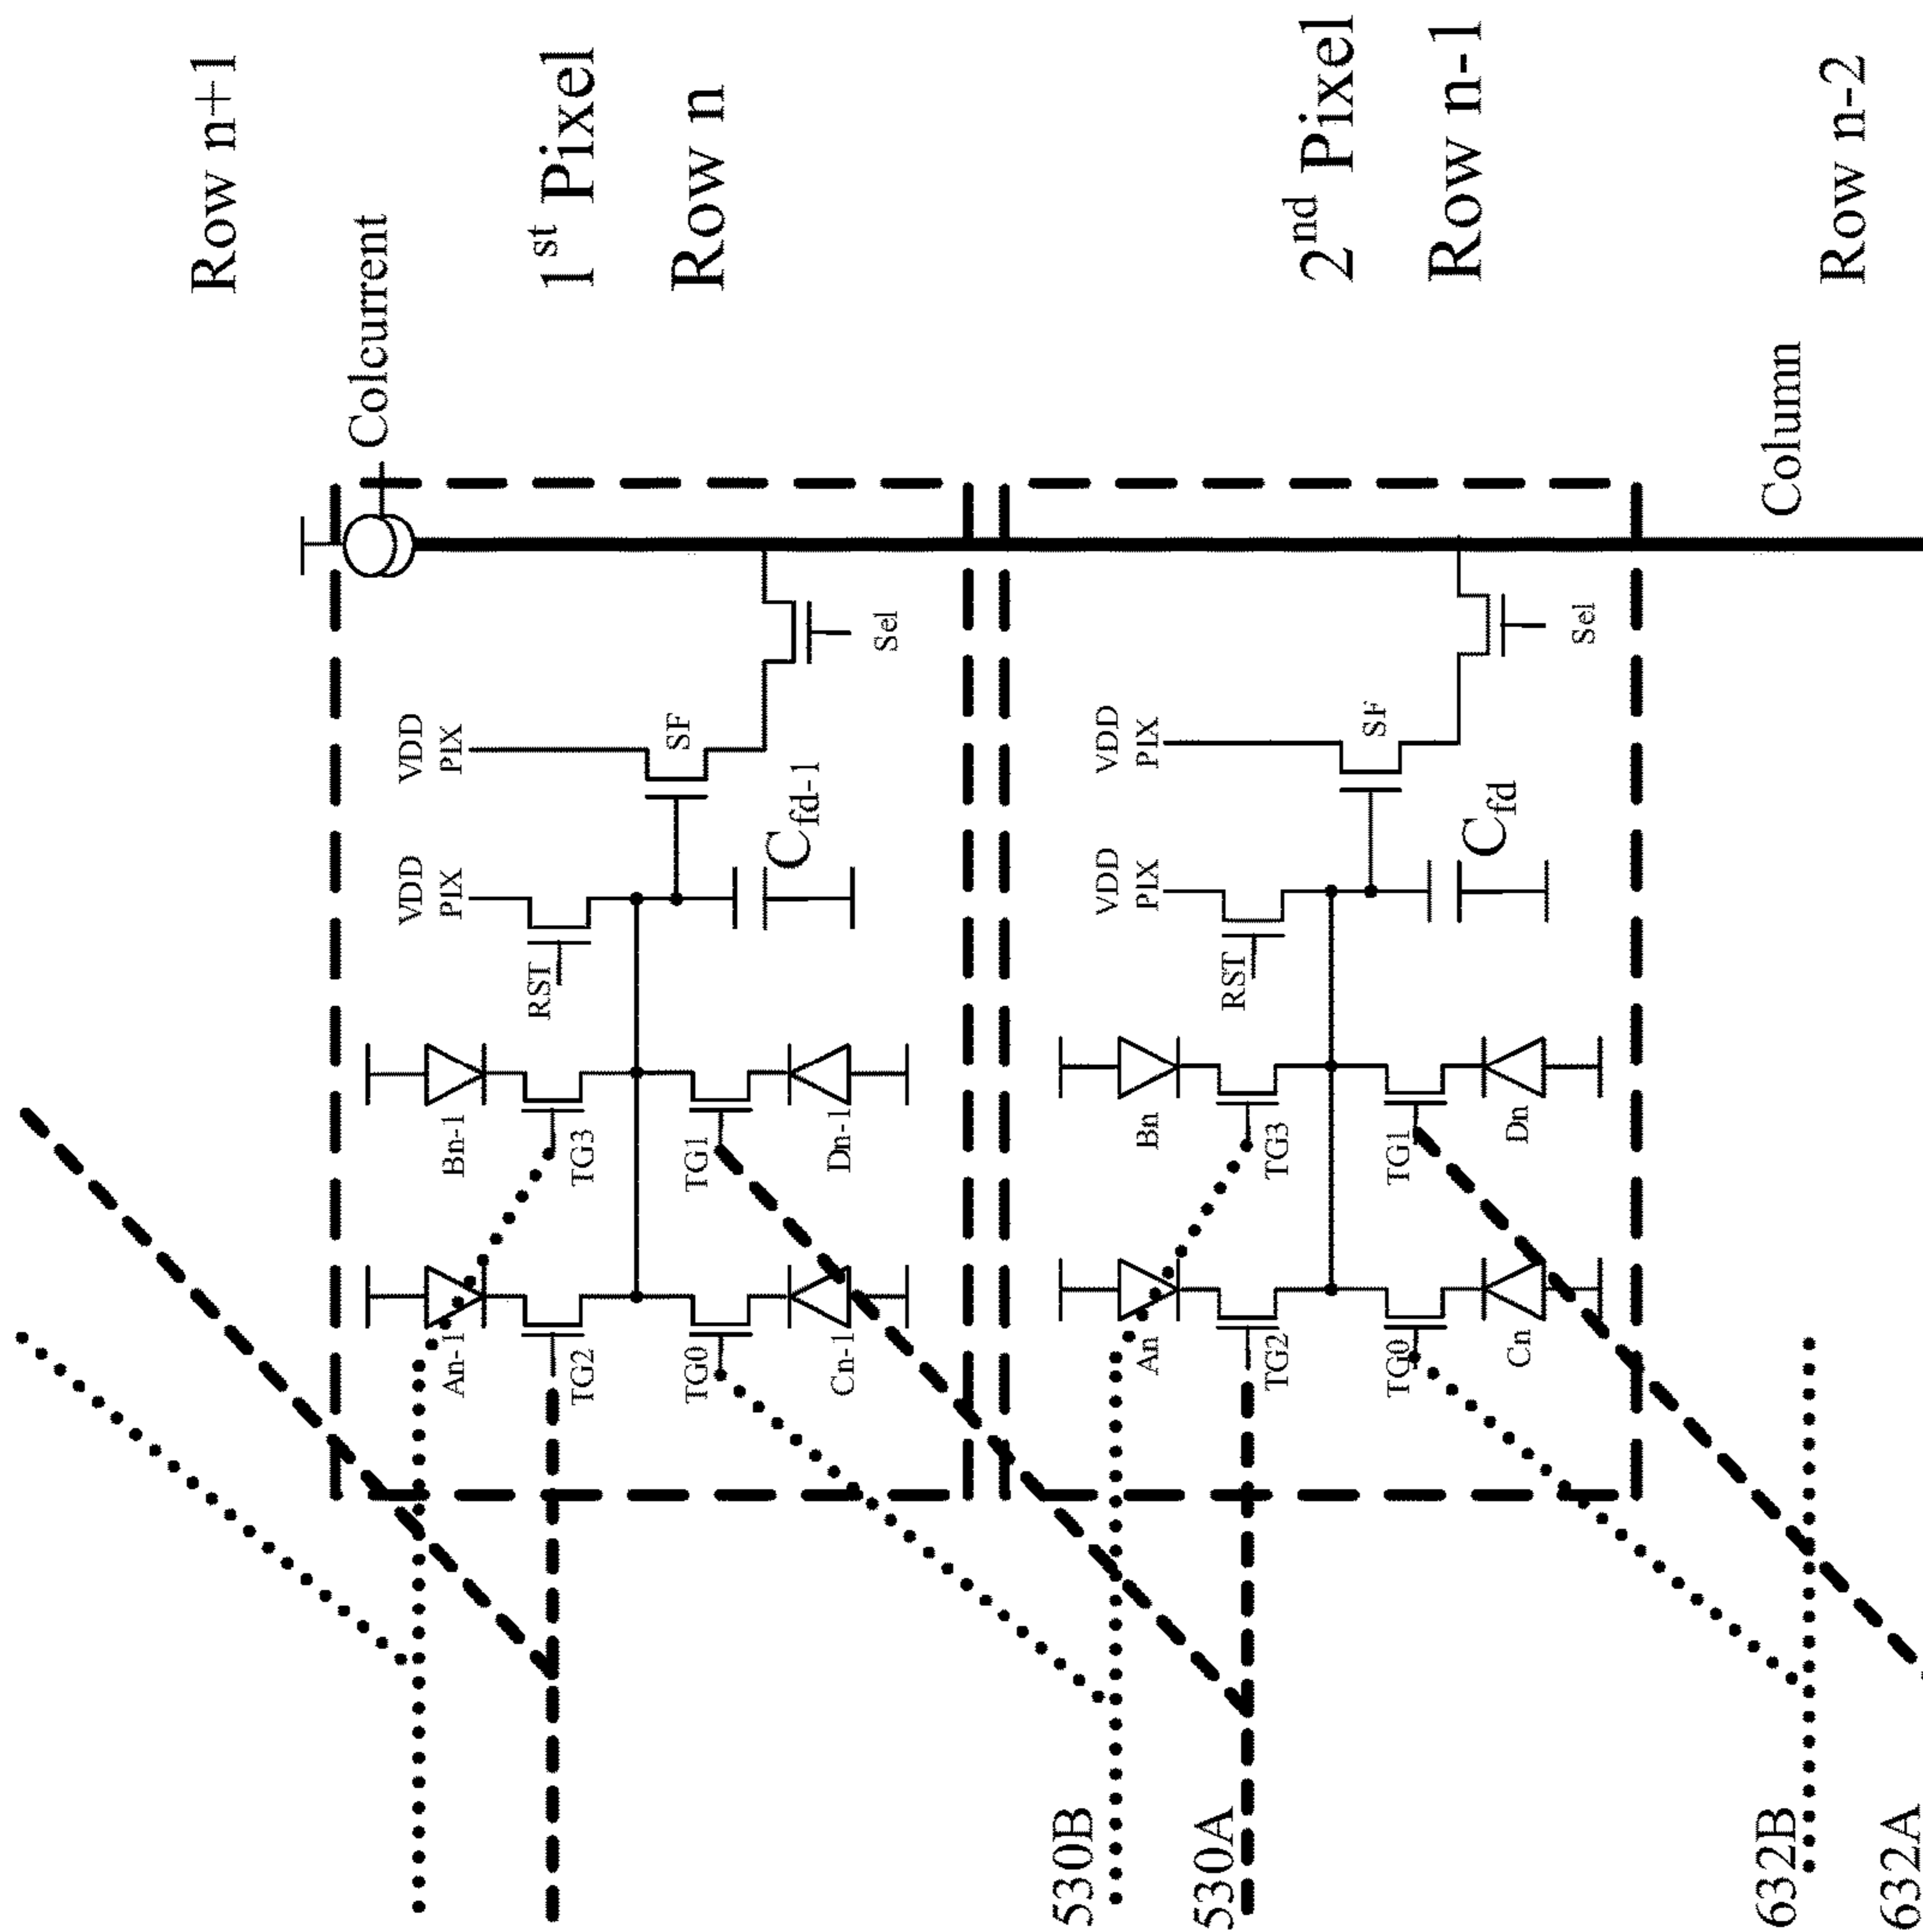 Row n+1
Colcurrent
1st Pixel
Row n
VDD
PIX
VDD
PIX
SF
Sel
Cfd-1
RST
Bn-1
TG3
TG1
Dn-1
An-1
TG2
TG0
Cn-1
2nd Pixel
Row n-1
VDD
PIX
VDD
PIX
SF
Sel
Cfd
RST
Bn
TG3
TG1
Dn
An
TG2
TG0
Cn
530B
530A
Column
Row n-2
632B
632A